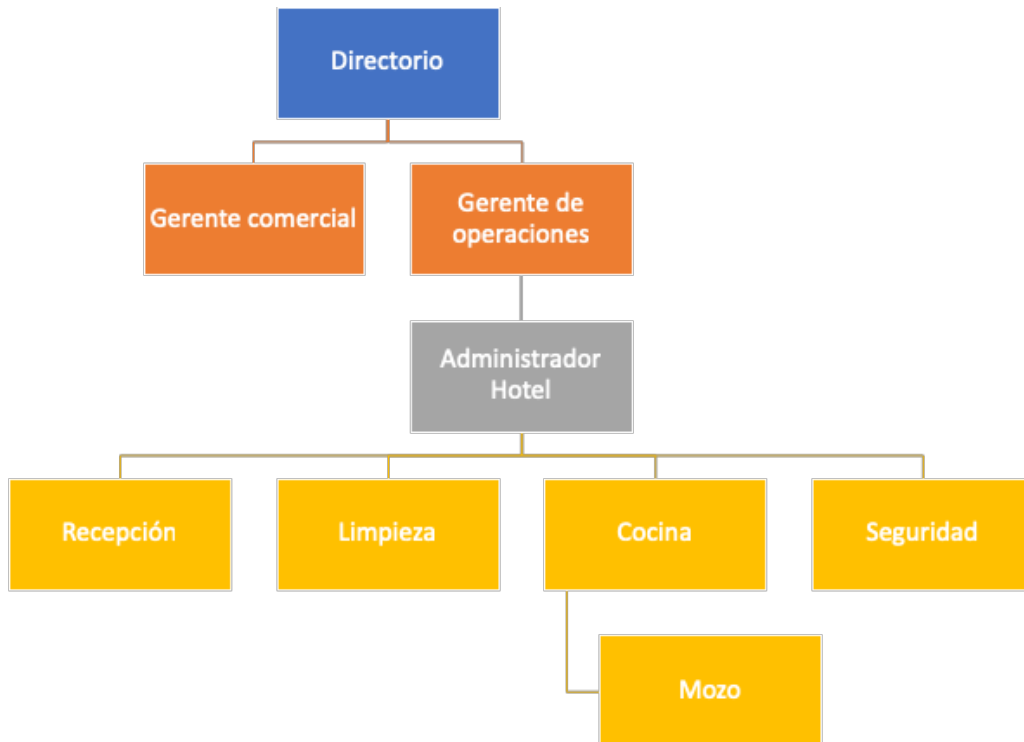 Directorio
Gerente comercial
Gerente de
operaciones
Administrador
Hotel
Recepción
Limpieza
Cocina
Seguridad
Mozo